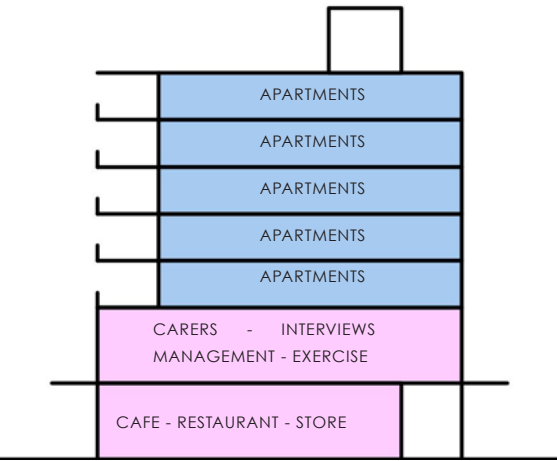 APARTMENTS
APARTMENTS
APARTMENTS
APARTMENTS
APARTMENTS
CARERS - INTERVIEWS
MANAGEMENT - EXERCISE
CAFE - RESTAURANT - STORE